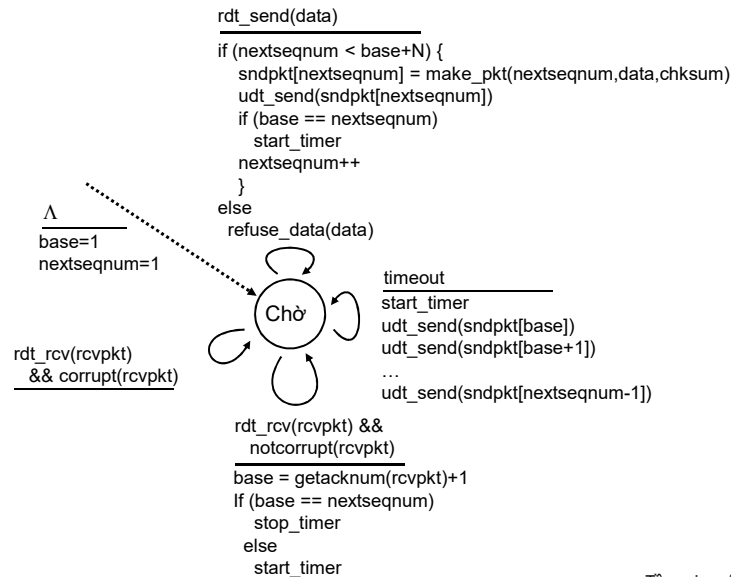 rdt_send(data)
if (nextseqnum < base+N) {
sndpkt[nextseqnum] = make_pkt(nextseqnum,data,chksum)
udt_send(sndpkt[nextseqnum])
if (base == nextseqnum)
start_timer
nextseqnum++
}
else
refuse_data(data)
Λ
base=1
nextseqnum=1
Chờ
timeout
start_timer
udt_send(sndpkt[base])
udt_send(sndpkt[base+1])
…
udt_send(sndpkt[nextseqnum-1])
rdt_rcv(rcvpkt)
&& corrupt(rcvpkt)
rdt_rcv(rcvpkt) &&
notcorrupt(rcvpkt)
base = getacknum(rcvpkt)+1
If (base == nextseqnum)
stop_timer
else
start_timer